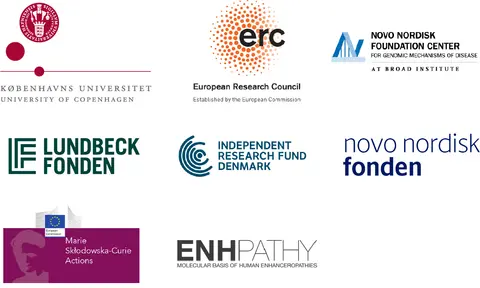 KØBENHAVNS UNIVERSITET
UNIVERSITY OF COPENHAGEN
erc
European Research Council
Established by the European Commission
NOVO NORDISK
FOUNDATION CENTER
FOR GENOMIC MECHANISMS OF DISEASE
AT BROAD INSTITUTE
LUNDBECK
FONDEN
INDEPENDENT
RESEARCH FUND
DENMARK
novo nordisk
fonden
Marie
Skłodowska-Curie
Actions
ENHPATHY
MOLECULAR BASIS OF HUMAN ENHANCEROPATHIES